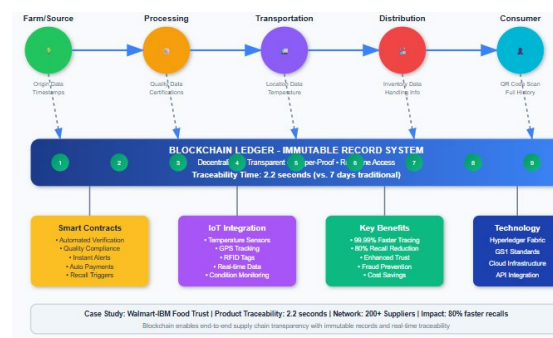 Farm/Source
Processing
Transportation
Distribution
Consumer
Origin Data
Timestamps
Quality Data
Certifications
Location Data
Temperature
Inventory Data
Handling Info
QR Code Scan
Full History
BLOCKCHAIN LEDGER - IMMUTABLE RECORD SYSTEM
Transparent Access
Traceability Time: 2.2 seconds (vs. 7 days traditional)
1 2 3 4 5 6 7 8 9
Smart Contracts
• Automated Verification
• Quality Compliance
• Instant Alerts
• Auto Payments
• Recall Triggers
IoT Integration
• Temperature Sensors
• GPS Tracking
• RFID Tags
• Real-time Data
• Condition Monitoring
Key Benefits
• 99.99% Faster Tracing
• 80% Recall Reduction
• Enhanced Trust
• Fraud Prevention
• Cost Savings
Technology
Hyperledger Fabric
GS1 Standards
Cloud Infrastructure
API Integration
Case Study: Walmart-IBM Food Trust | Product Traceability: 2.2 seconds | Network: 200+ Suppliers | Impact: 80% faster recalls
Blockchain enables end-to-end supply chain transparency with immutable records and real-time traceability